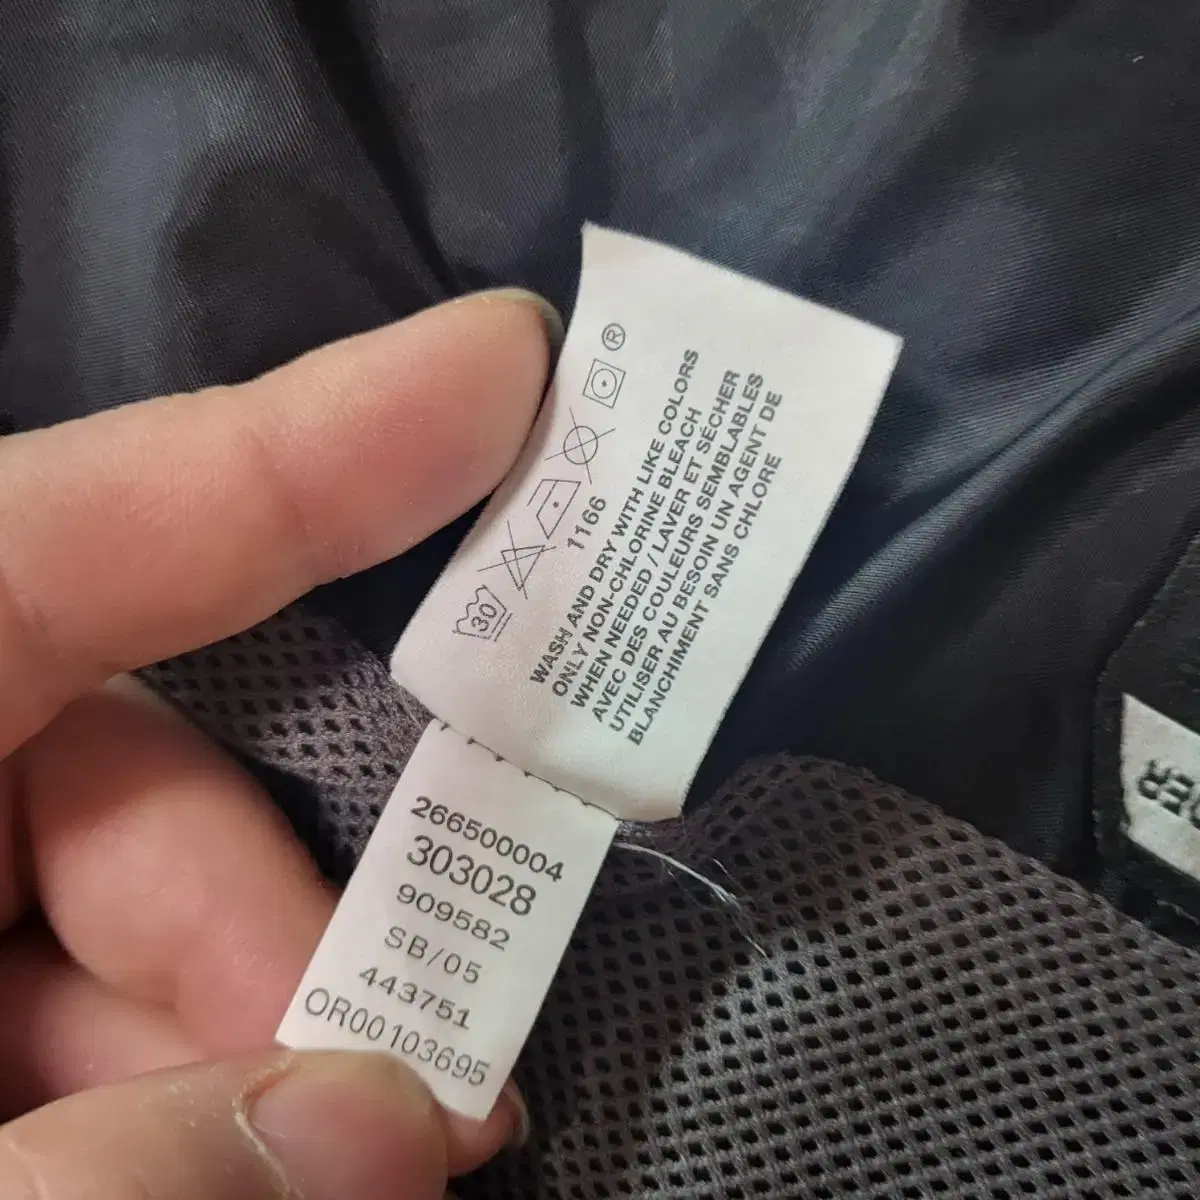 ®
30
1166
WASH AND DRY WITH LIKE COLORS
ONLY NON-CHLORINE BLEACH
WHEN NEEDED / LAVER ET SÉCHER
AVEC DES COULEURS SEMBLABLES
UTILISER AU BESOIN UN AGENT DE
BLANCHIMENT SANS CHLORE
266500004
303028
909582
SB/05
443751
OR00103695